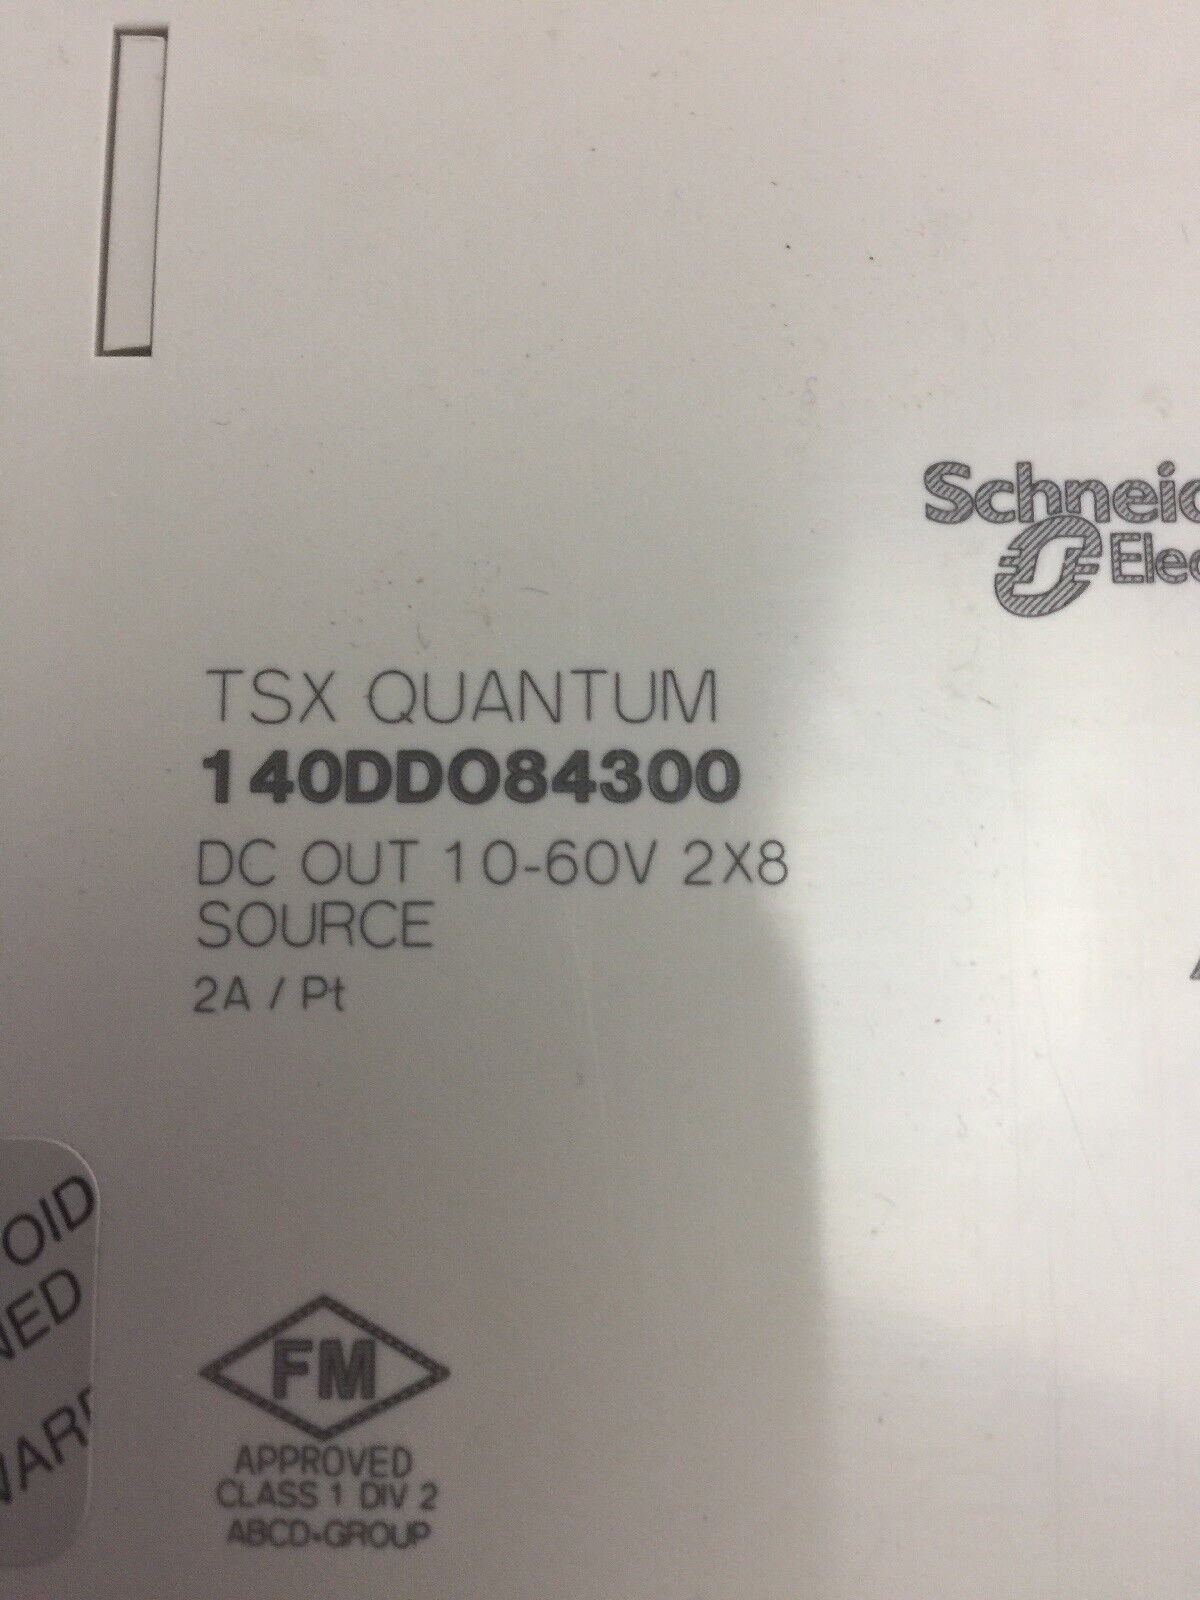 Schneid
Elec
TSX QUANTUM
140DDO84300
DC OUT 10-60V 2X8
SOURCE
2A / Pt
OID
NED
WAR
FM
APPROVED
CLASS 1 DIV 2
ABCD-GROUP